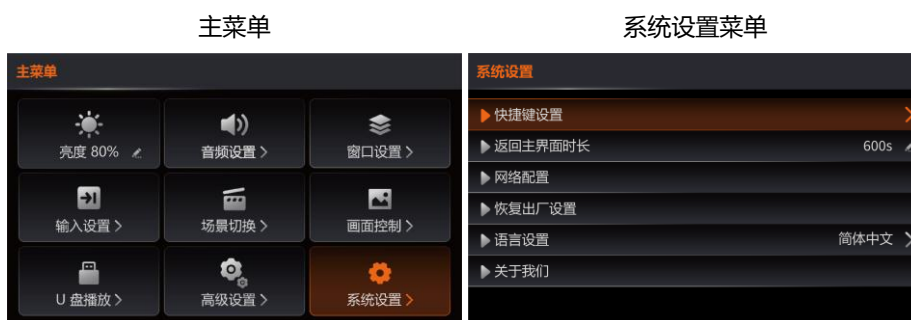 主菜单
系统设置菜单
主菜单
亮度 80%
音频设置
窗口设置
输入设置
场景切换
画面控制
U 盘播放
高级设置
系统设置
系统设置
快捷键设置
返回主界面时长 600s
网络配置
恢复出厂设置
语言设置 简体中文
关于我们